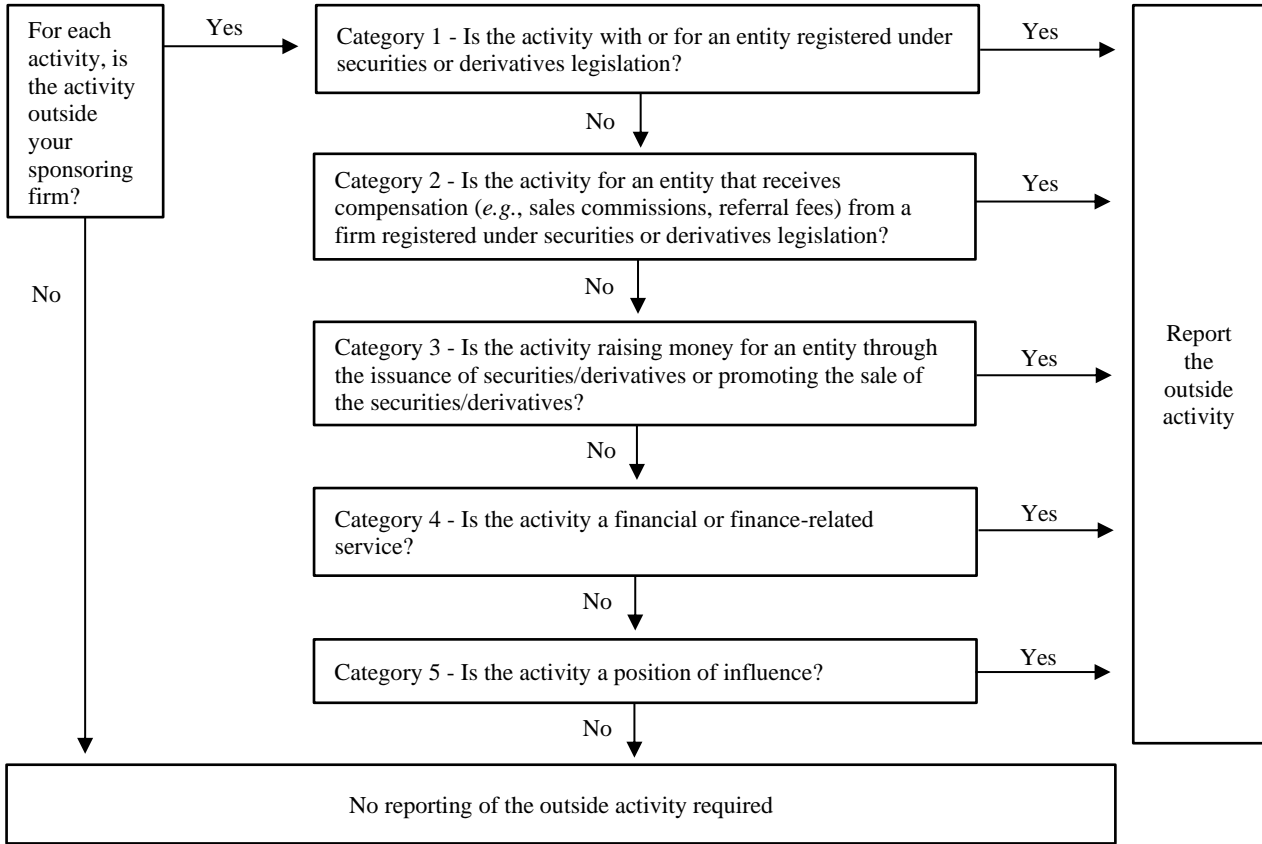 For each
activity, is
the activity
outside
your
sponsoring
firm?
Yes
Category 1 - Is the activity with or for an entity registered under
securities or derivatives legislation?
Yes
No
Category 2 - Is the activity for an entity that receives
compensation (e.g., sales commissions, referral fees) from a
firm registered under securities or derivatives legislation?
Yes
No
No
Category 3 - Is the activity raising money for an entity through
the issuance of securities/derivatives or promoting the sale of
the securities/derivatives?
Yes
Report
the
outside
activity
No
Category 4 - Is the activity a financial or finance-related
service?
Yes
No
Category 5 - Is the activity a position of influence?
Yes
No
No reporting of the outside activity required